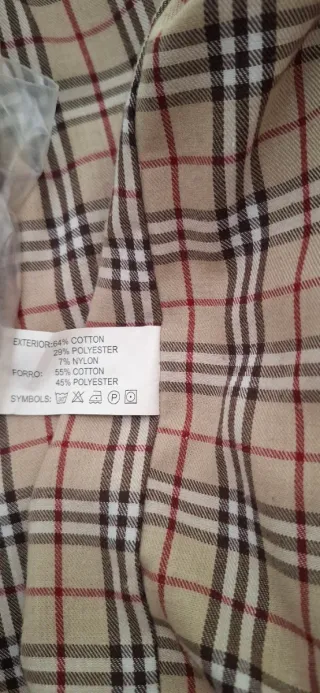 EXTERIOR:64% COTTON
29% POLYESTER
7% NYLON
FORRO: 55% COTTON
45% POLYESTER
SYMBOLS: P